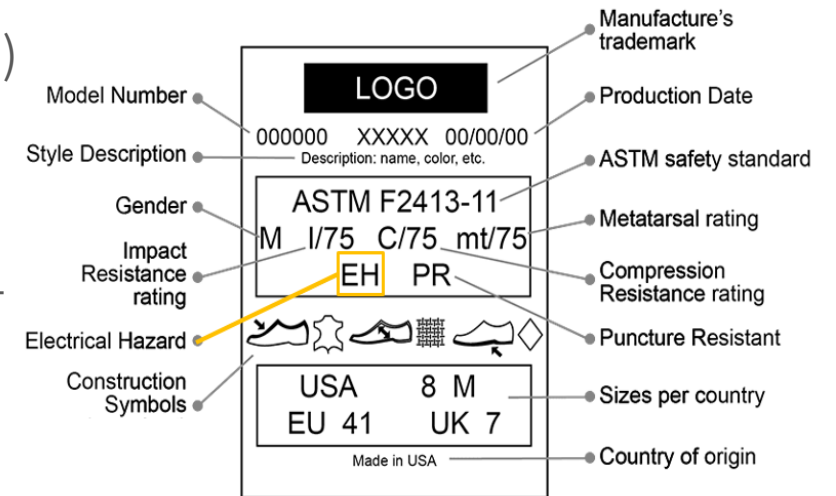 )
Manufacture's
trademark
LOGO
Model Number
Production Date
000000 XXXXX 00/00/00
Style Description
Description: name, color, etc.
ASTM safety standard
ASTM F2413-11
Gender
Metatarsal rating
M I/75 C/75 mt/75
Impact
Resistance
rating
Compression
Resistance rating
EH PR
Electrical Hazard
Puncture Resistant
Construction
Symbols
USA 8 M
Sizes per country
EU 41 UK 7
Made in USA
Country of origin